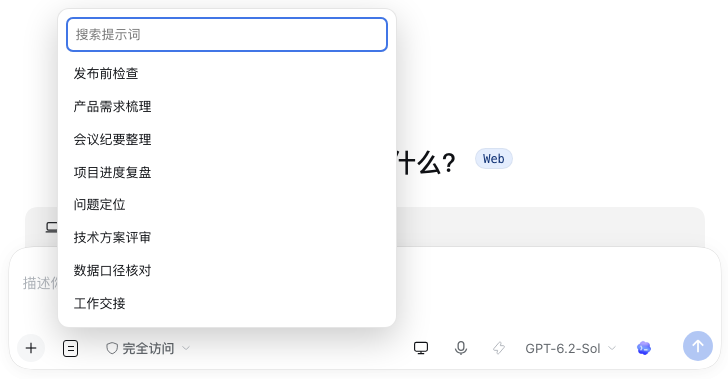 搜索提示词
发布前检查
产品需求梳理
会议纪要整理
项目进度复盘
问题定位
技术方案评审
数据口径核对
工作交接
什么？ Web
描述
完全访问
GPT-6.2-Sol